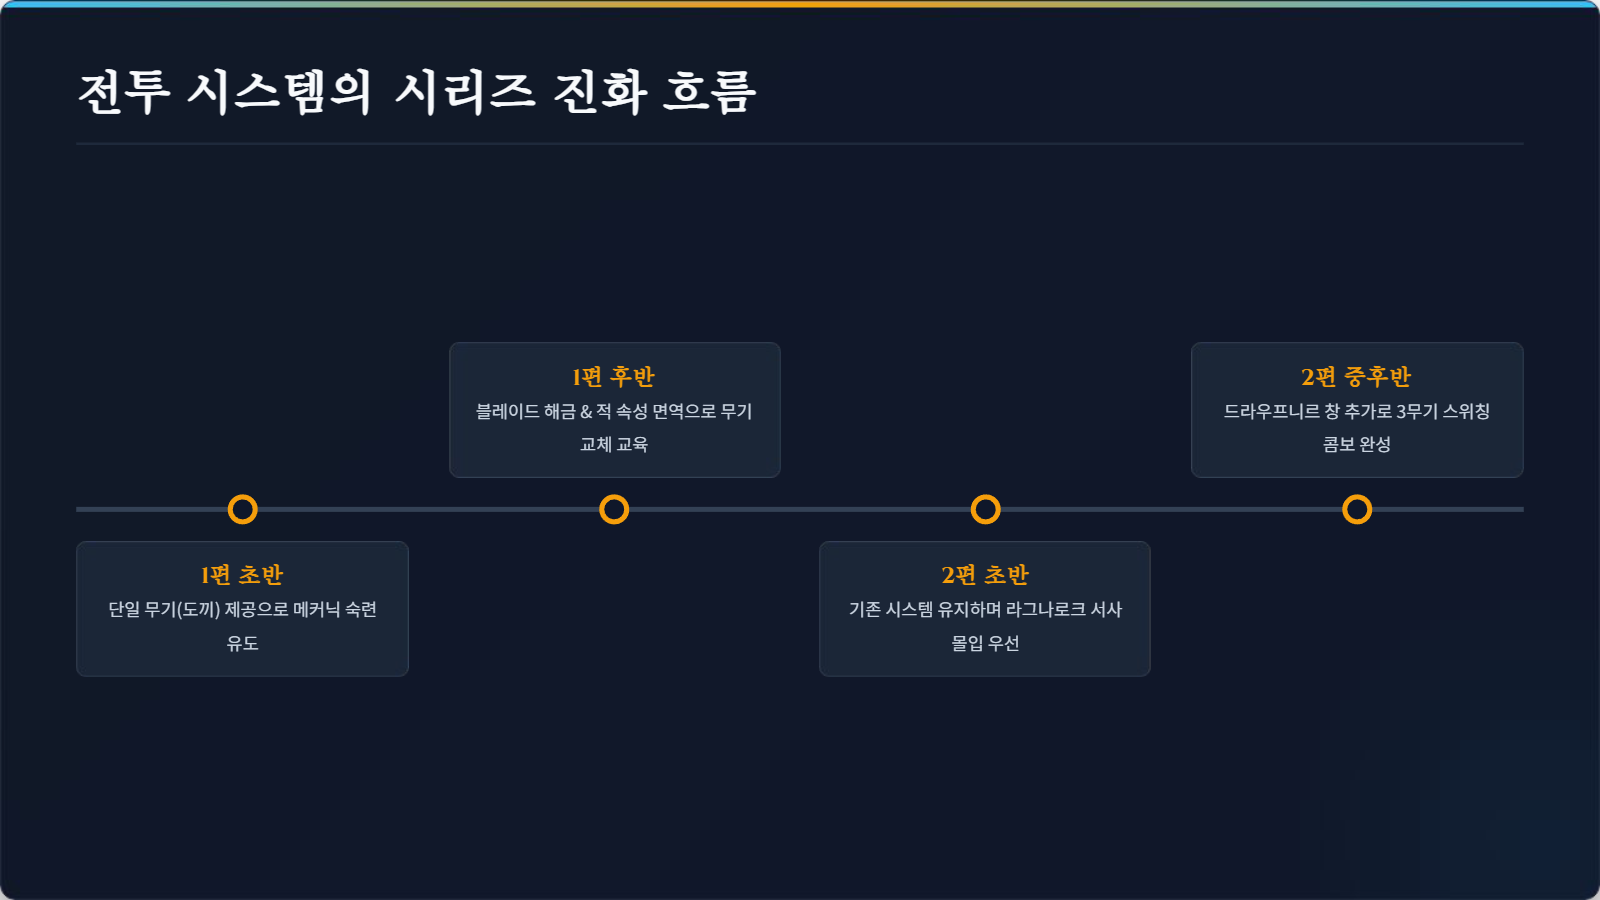 전투 시스템의 시리즈 진화 흐름
1편 초반
단일 무기(도끼) 제공으로 메커닉 숙련
유도
1편 후반
블레이드 해금 & 적 속성 면역으로 무기
교체 교육
2편 초반
기존 시스템 유지하며 라그나로크 서사
몰입 우선
2편 중후반
드라우프니르 창 추가로 3무기 스위칭
콤보 완성